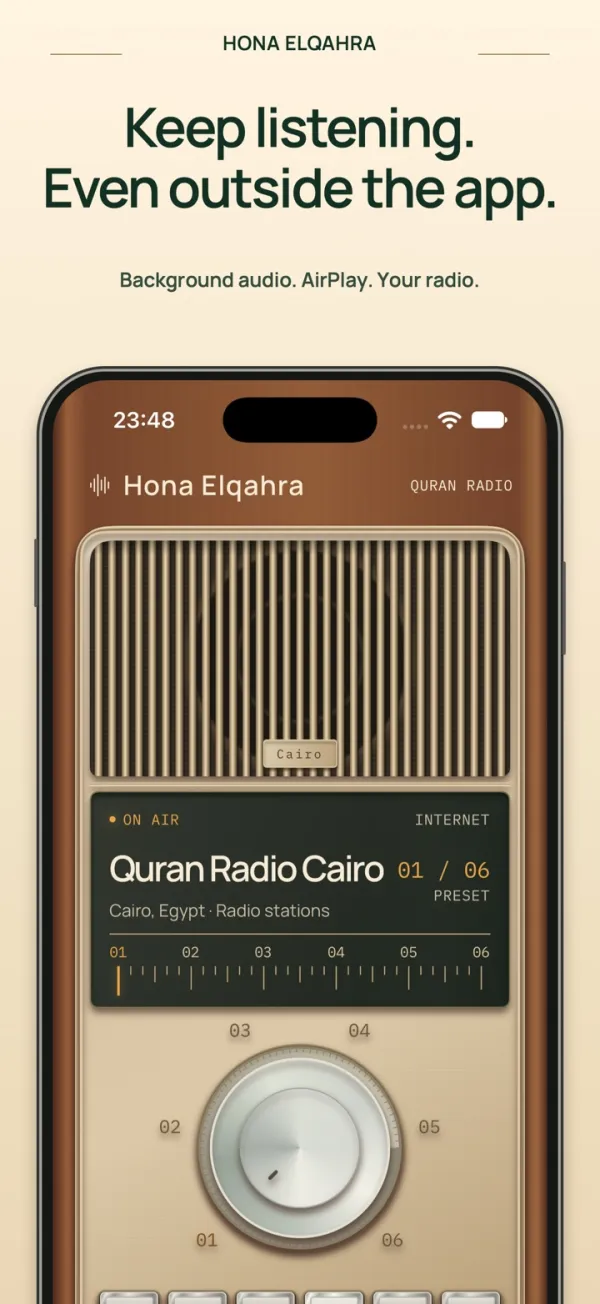 HONA ELQAHRA
Keep listening.
Even outside the app.
Background audio. AirPlay. Your radio.
23:48
Hona Elqahra
QURAN RADIO
Cairo
ON AIR
INTERNET
Quran Radio Cairo
01 / 06
PRESET
Cairo, Egypt · Radio stations
01 02 03 04 05 06
03 04
02 05
01 06